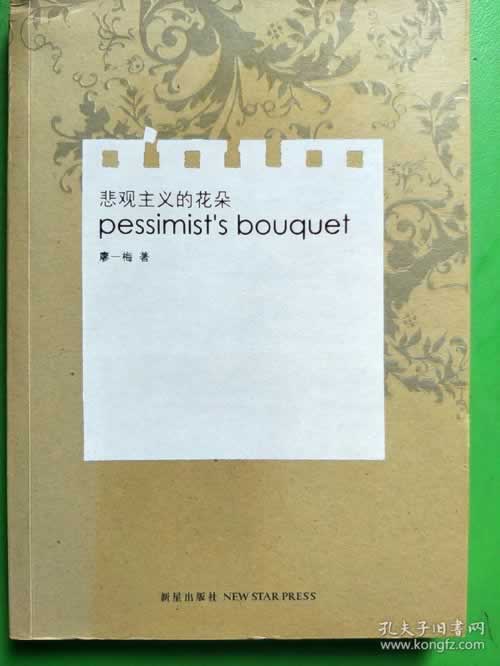 悲观主义的花朵
pessimist's bouquet
廖一梅 著
新星出版社 NEW STAR PRESS
孔夫子旧书网
www.kongfz.com